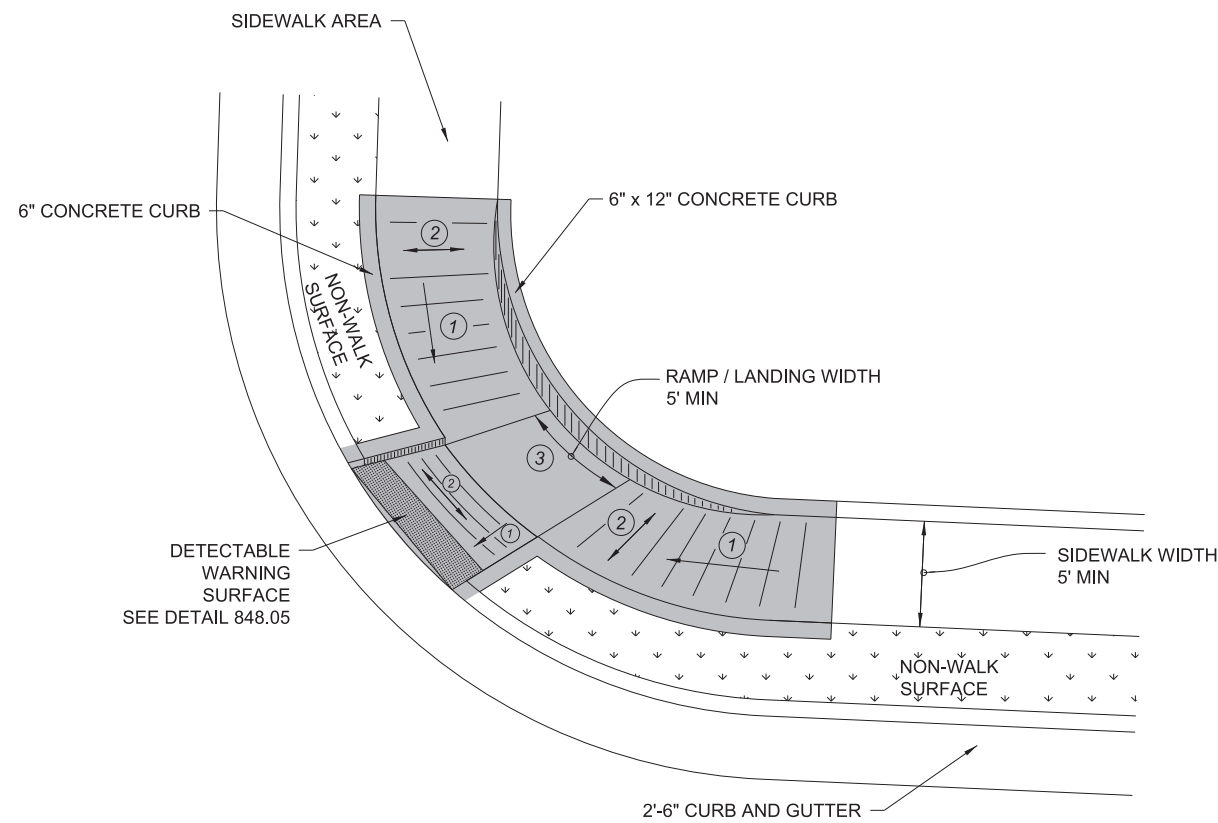 SIDEWALK AREA
6" CONCRETE CURB
6" x 12" CONCRETE CURB
2
NON-WALK
SURFACE
1
RAMP / LANDING WIDTH
5' MIN
3
2
1
2
1
DETECTABLE
WARNING
SURFACE
SEE DETAIL 848.05
SIDEWALK WIDTH
5' MIN
NON-WALK
SURFACE
2'-6" CURB AND GUTTER